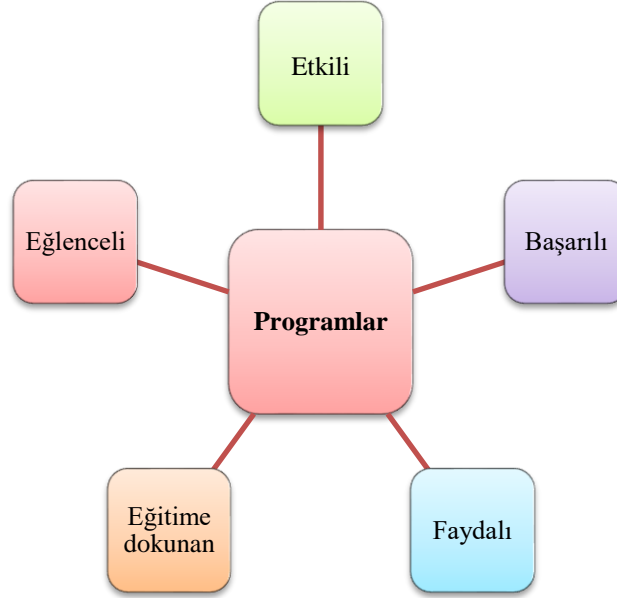 Etkili
Eğlenceli
Başarılı
Programlar
Eğitime
dokunan
Faydalı